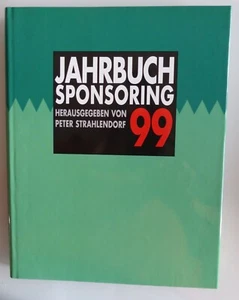 JAHRBUCH
SPONSORING
HERAUSGEGEBEN VON
PETER STRAHLENDORF
99